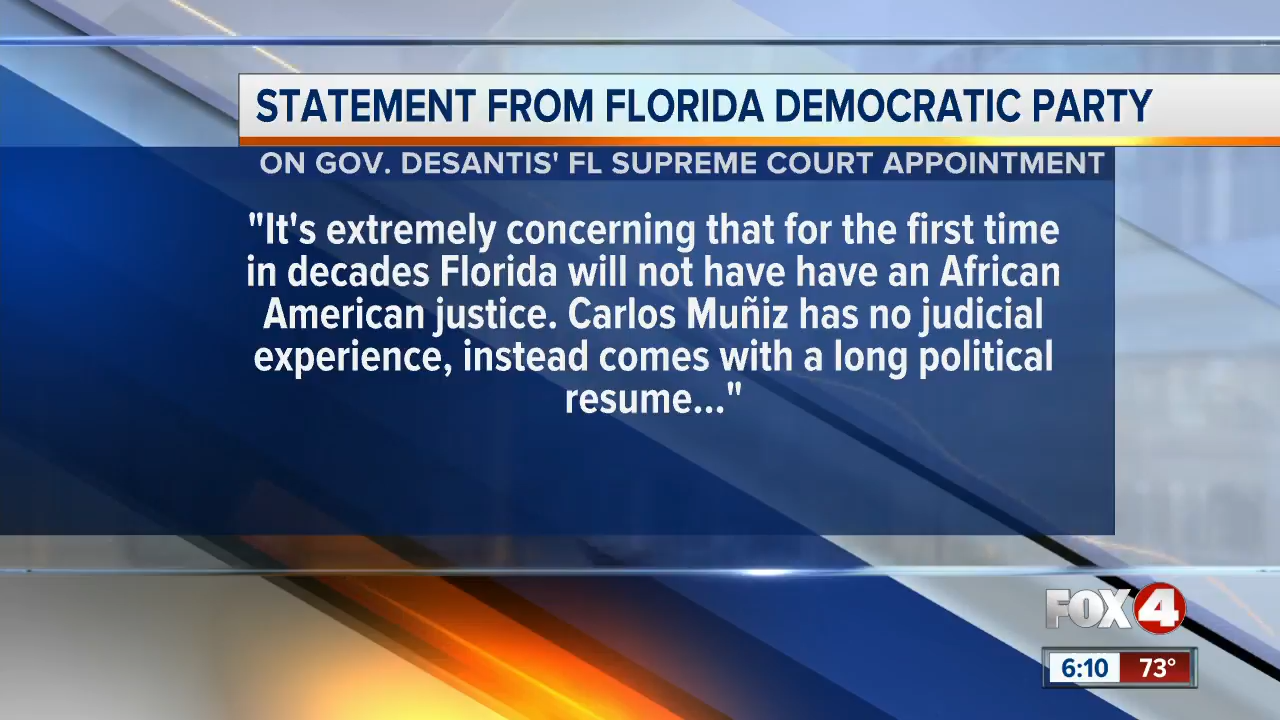 STATEMENT FROM FLORIDA DEMOCRATIC PARTY
ON GOV. DESANTIS' FL SUPREME COURT APPOINTMENT
"It's extremely concerning that for the first time
in decades Florida will not have have an African
American justice. Carlos Muñiz has no judicial
experience, instead comes with a long political
resume..."
FOX 4
6:10 73°